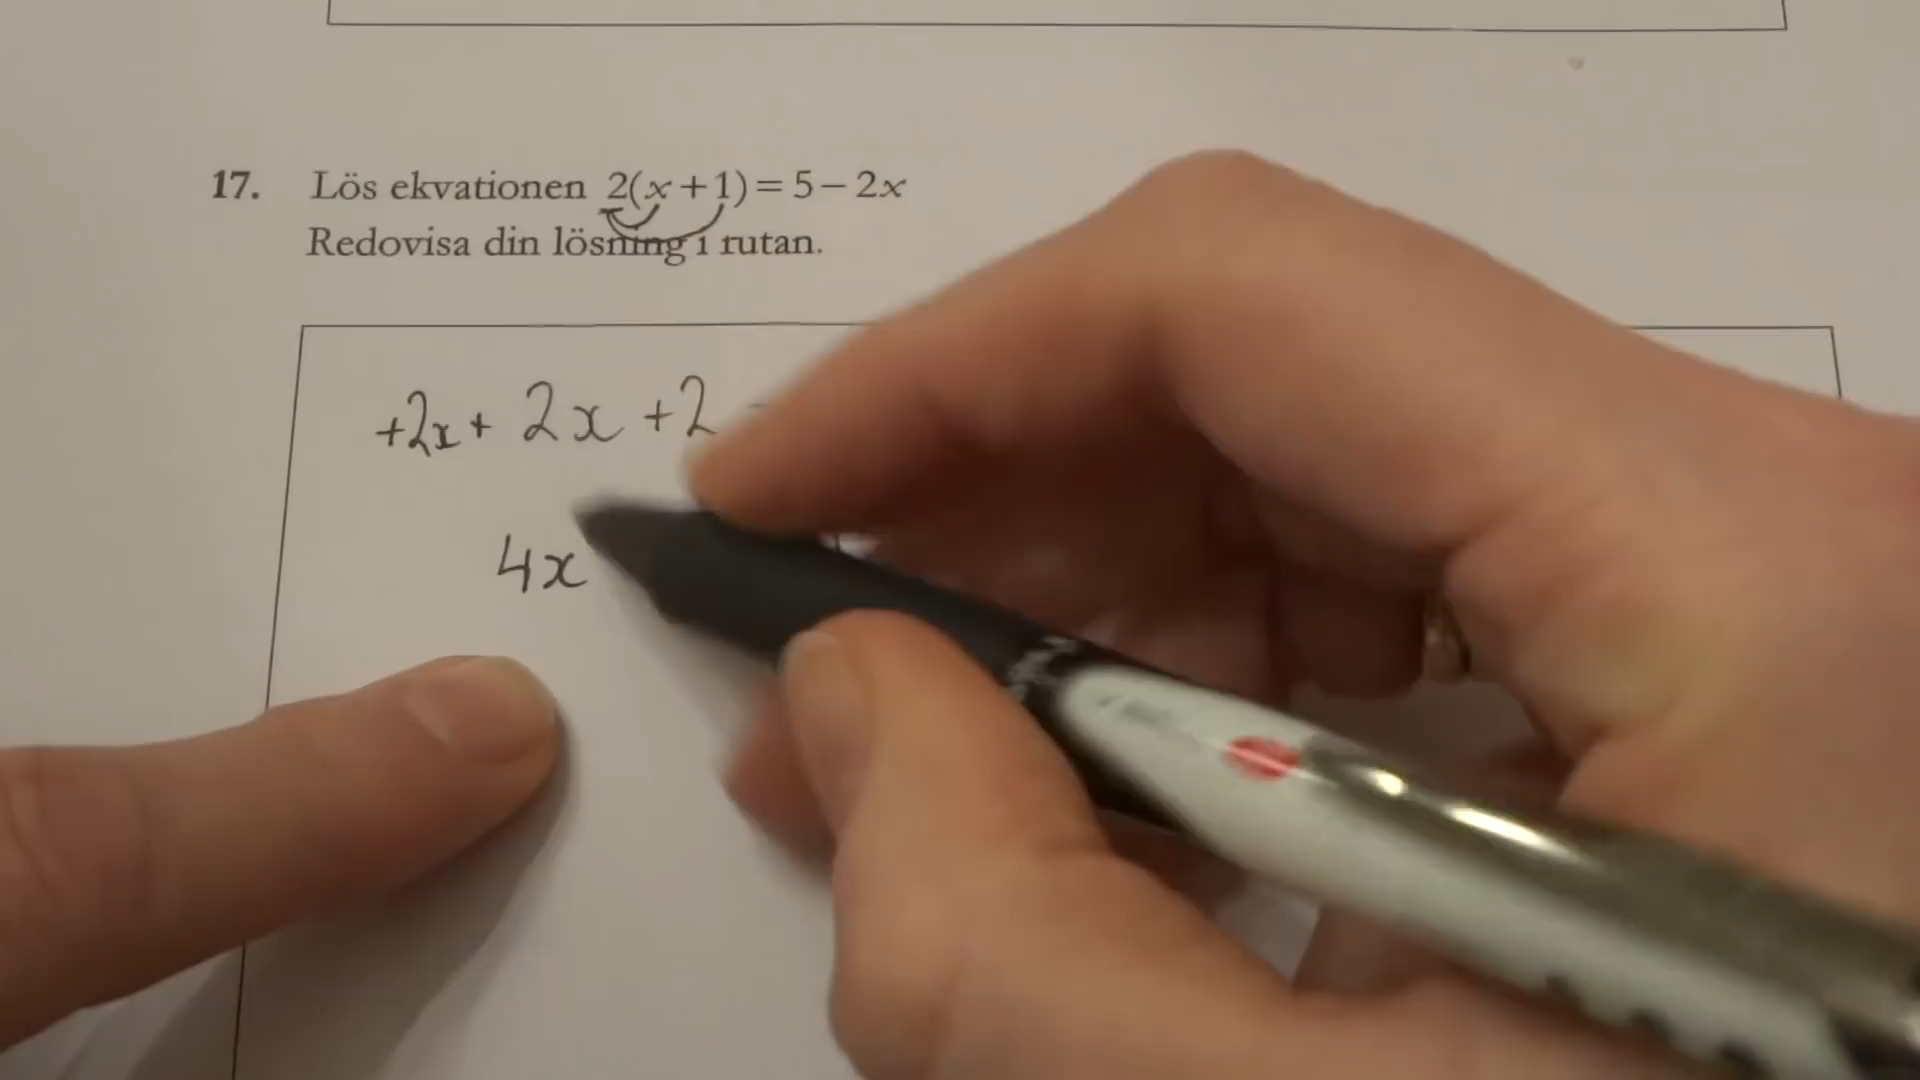 17. Lös ekvationen 2(x+1)=5−2x
Redovisa din lösning i rutan.
+2x+ 2x +2
4x